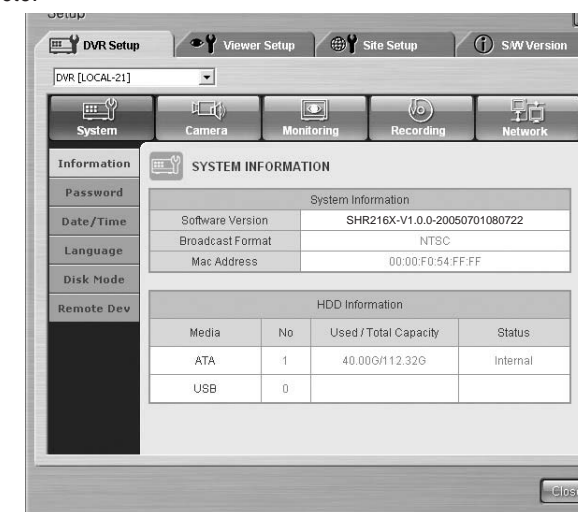 Setup
DVR Setup
Viewer Setup
Site Setup
S/W Version
DVR [LOCAL-21]
System
Camera
Monitoring
Recording
Network
Information
Password
Date/Time
Language
Disk Mode
Remote Dev
SYSTEM INFORMATION
System Information
Software Version SHR216X-V1.0.0-20050701080722
Broadcast Format NTSC
Mac Address 00:00:F0:54:FF:FF
HDD Information
Media No Used / Total Capacity Status
ATA 1 40.00G/112.32G Internal
USB 0
Close